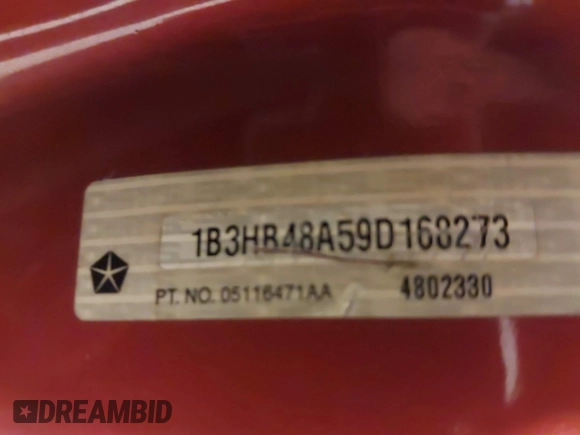 1B3HB48A59D168273
PT. NO. 05116471AA 4802330
DREAMBID